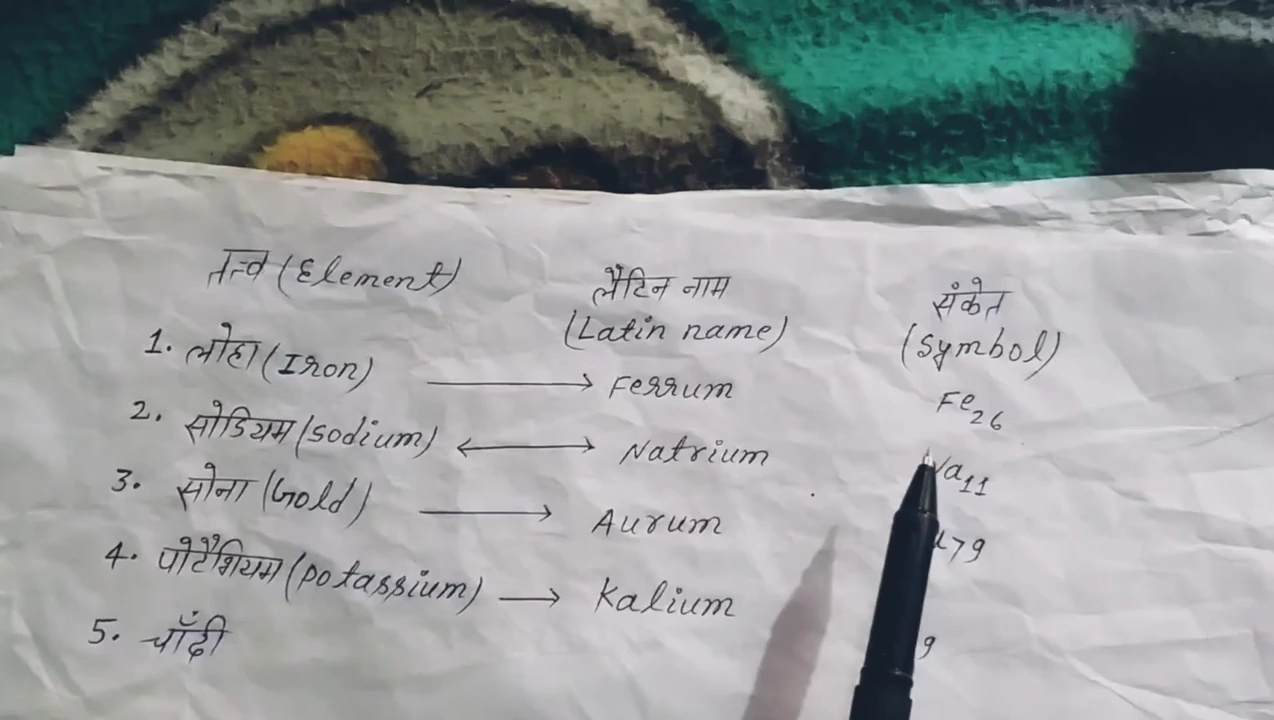 तत्व (Element) लैटिन नाम (Latin name) संकेत (Symbol)
1. लोहा (Iron) → Ferrum Fe26
2. सोडियम (Sodium) ↔ Natrium a11
3. सोना (Gold) → Aurum 79
4. पोटैशियम (Potassium) → Kalium 9
5. चाँदी